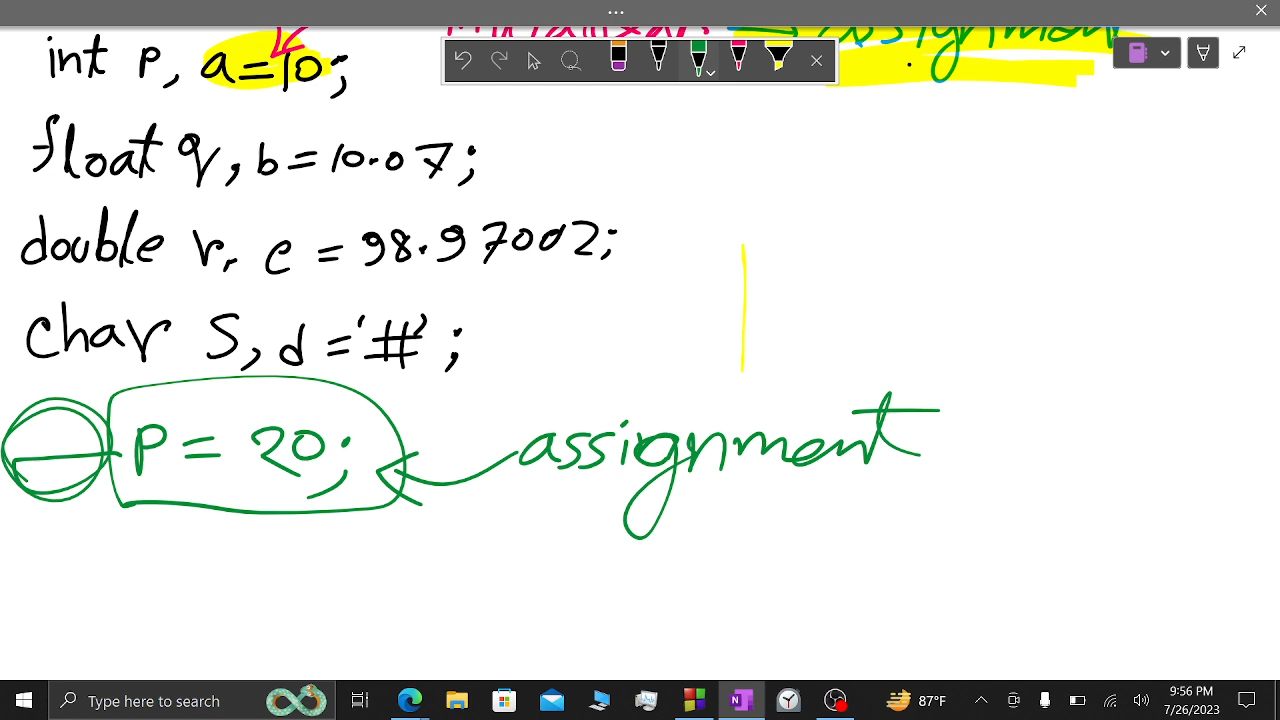 int p, a=10;
assignment
float q, b=10.07;
double r, c = 98.97002;
char S, d = '#';
P = 20; assignment
Type here to search
87°F
9:56 PM
7/26/2023